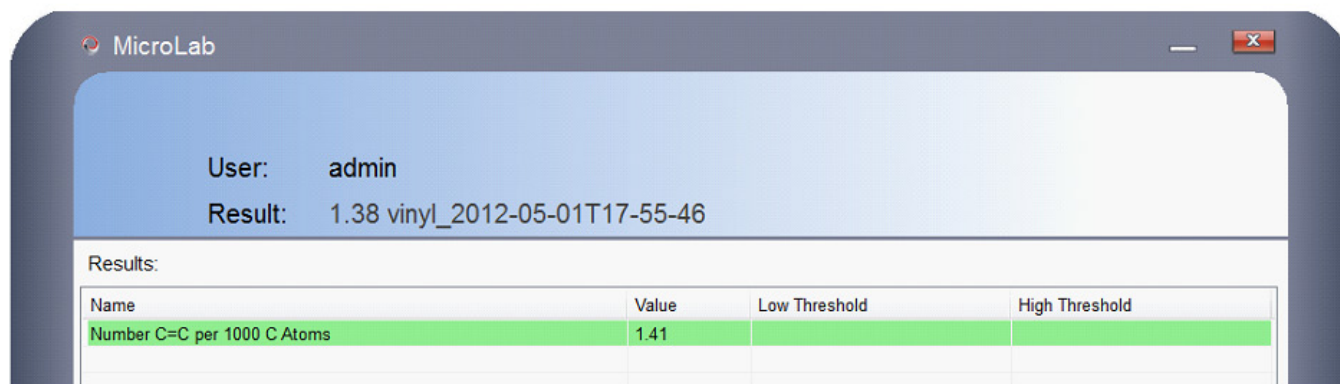 MicroLab
User: admin
Result: 1.38 vinyl_2012-05-01T17-55-46
Results:
Name Value Low Threshold High Threshold
Number C=C per 1000 C Atoms 1.41